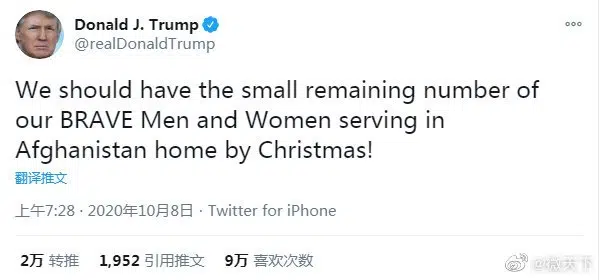 Donald J. Trump
@realDonaldTrump
We should have the small remaining number of
our BRAVE Men and Women serving in
Afghanistan home by Christmas!
翻译推文
上午7:28 · 2020年10月8日 · Twitter for iPhone
2万 转推 1,952 引用推文 9万 喜欢次数
@微天下